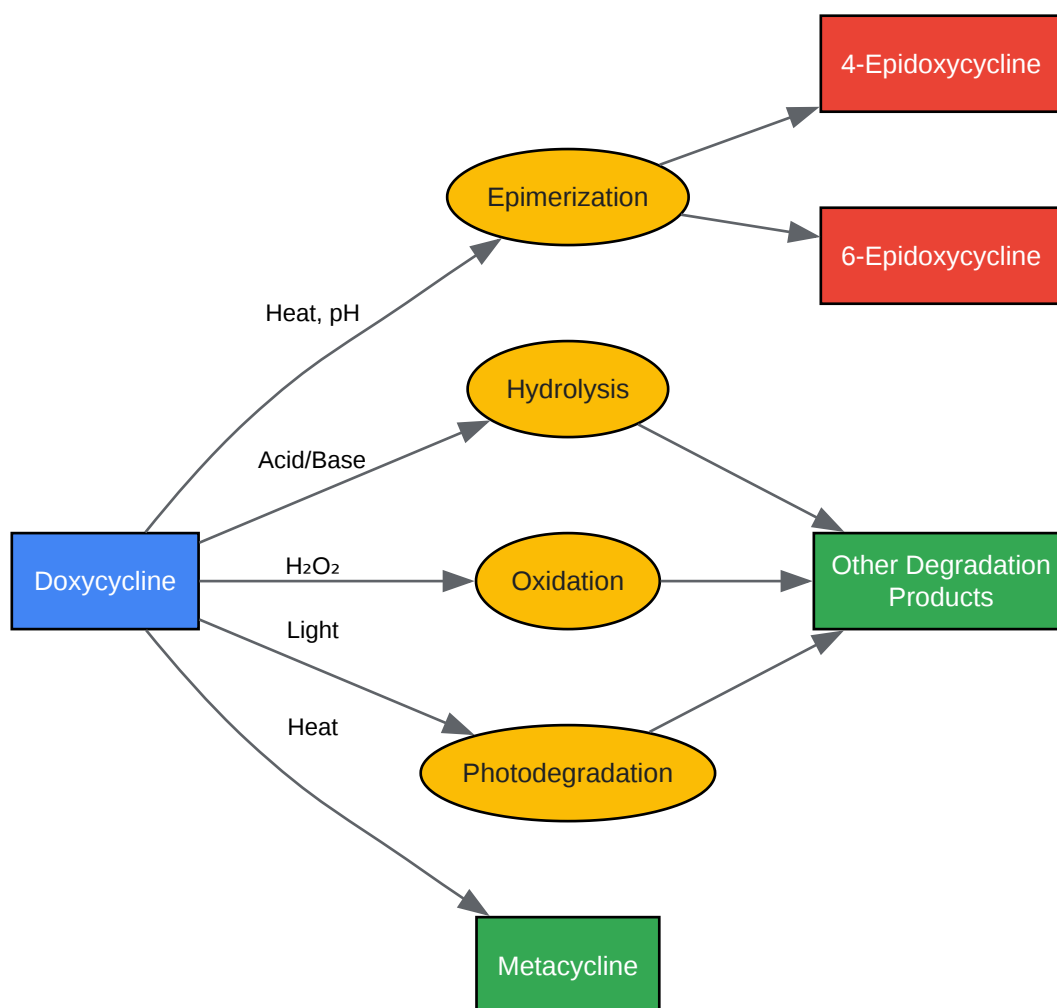 4-Epidoxycycline
Epimerization
6-Epidoxycycline
Heat, pH
Hydrolysis
Acid/Base
Doxycycline
H₂O₂
Oxidation
Other Degradation
Products
Light
Heat
Photodegradation
Metacycline